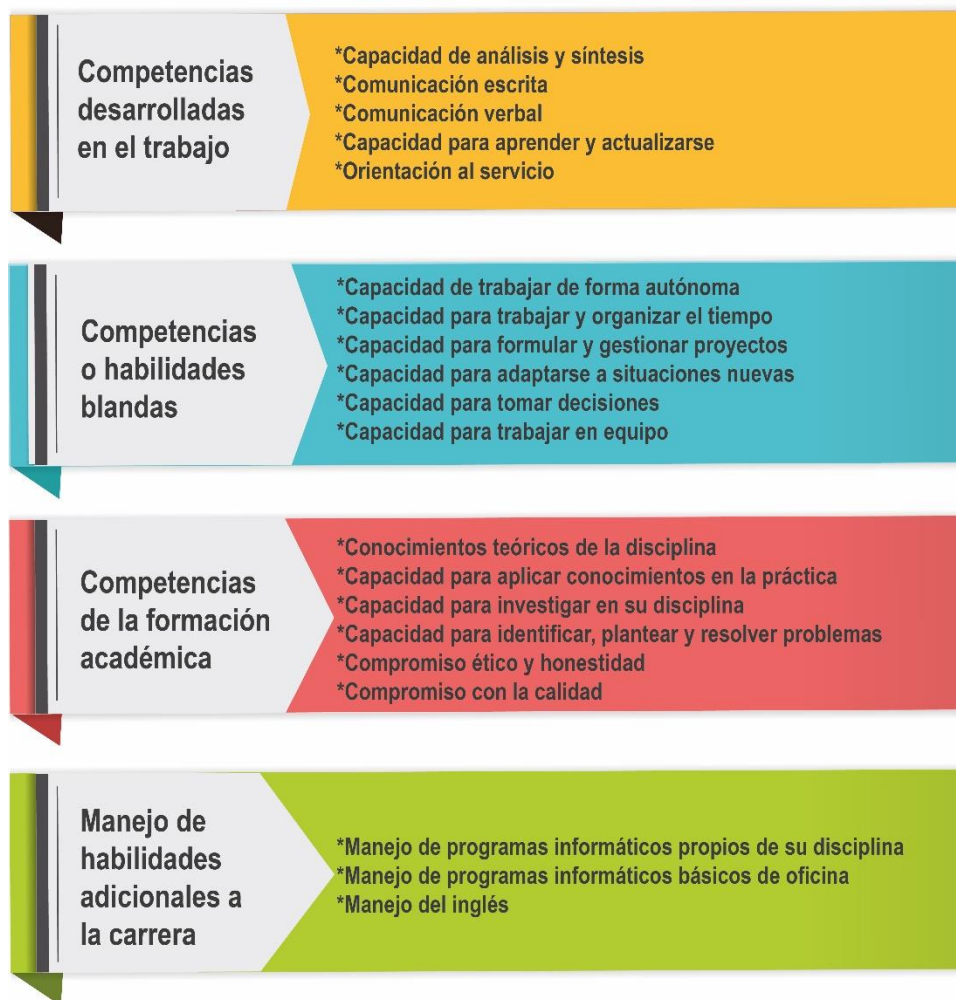 Competencias
desarrolladas
en el trabajo
*Capacidad de análisis y síntesis
*Comunicación escrita
*Comunicación verbal
*Capacidad para aprender y actualizarse
*Orientación al servicio
Competencias
o habilidades
blandas
*Capacidad de trabajar de forma autónoma
*Capacidad para trabajar y organizar el tiempo
*Capacidad para formular y gestionar proyectos
*Capacidad para adaptarse a situaciones nuevas
*Capacidad para tomar decisiones
*Capacidad para trabajar en equipo
Competencias
de la formación
académica
*Conocimientos teóricos de la disciplina
*Capacidad para aplicar conocimientos en la práctica
*Capacidad para investigar en su disciplina
*Capacidad para identificar, plantear y resolver problemas
*Compromiso ético y honestidad
*Compromiso con la calidad
Manejo de
habilidades
adicionales a
la carrera
*Manejo de programas informáticos propios de su disciplina
*Manejo de programas informáticos básicos de oficina
*Manejo del inglés